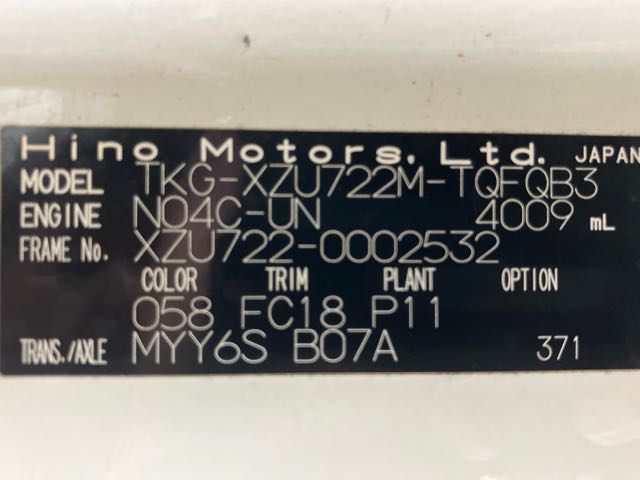 Hino Motors, Ltd. JAPAN
MODEL TKG-XZU722M-TQFQB3
ENGINE N04C-UN 4009 mL
FRAME No. XZU722-0002532
COLOR TRIM PLANT OPTION
058 FC18 P11
TRANS./AXLE MYY6S B07A 371